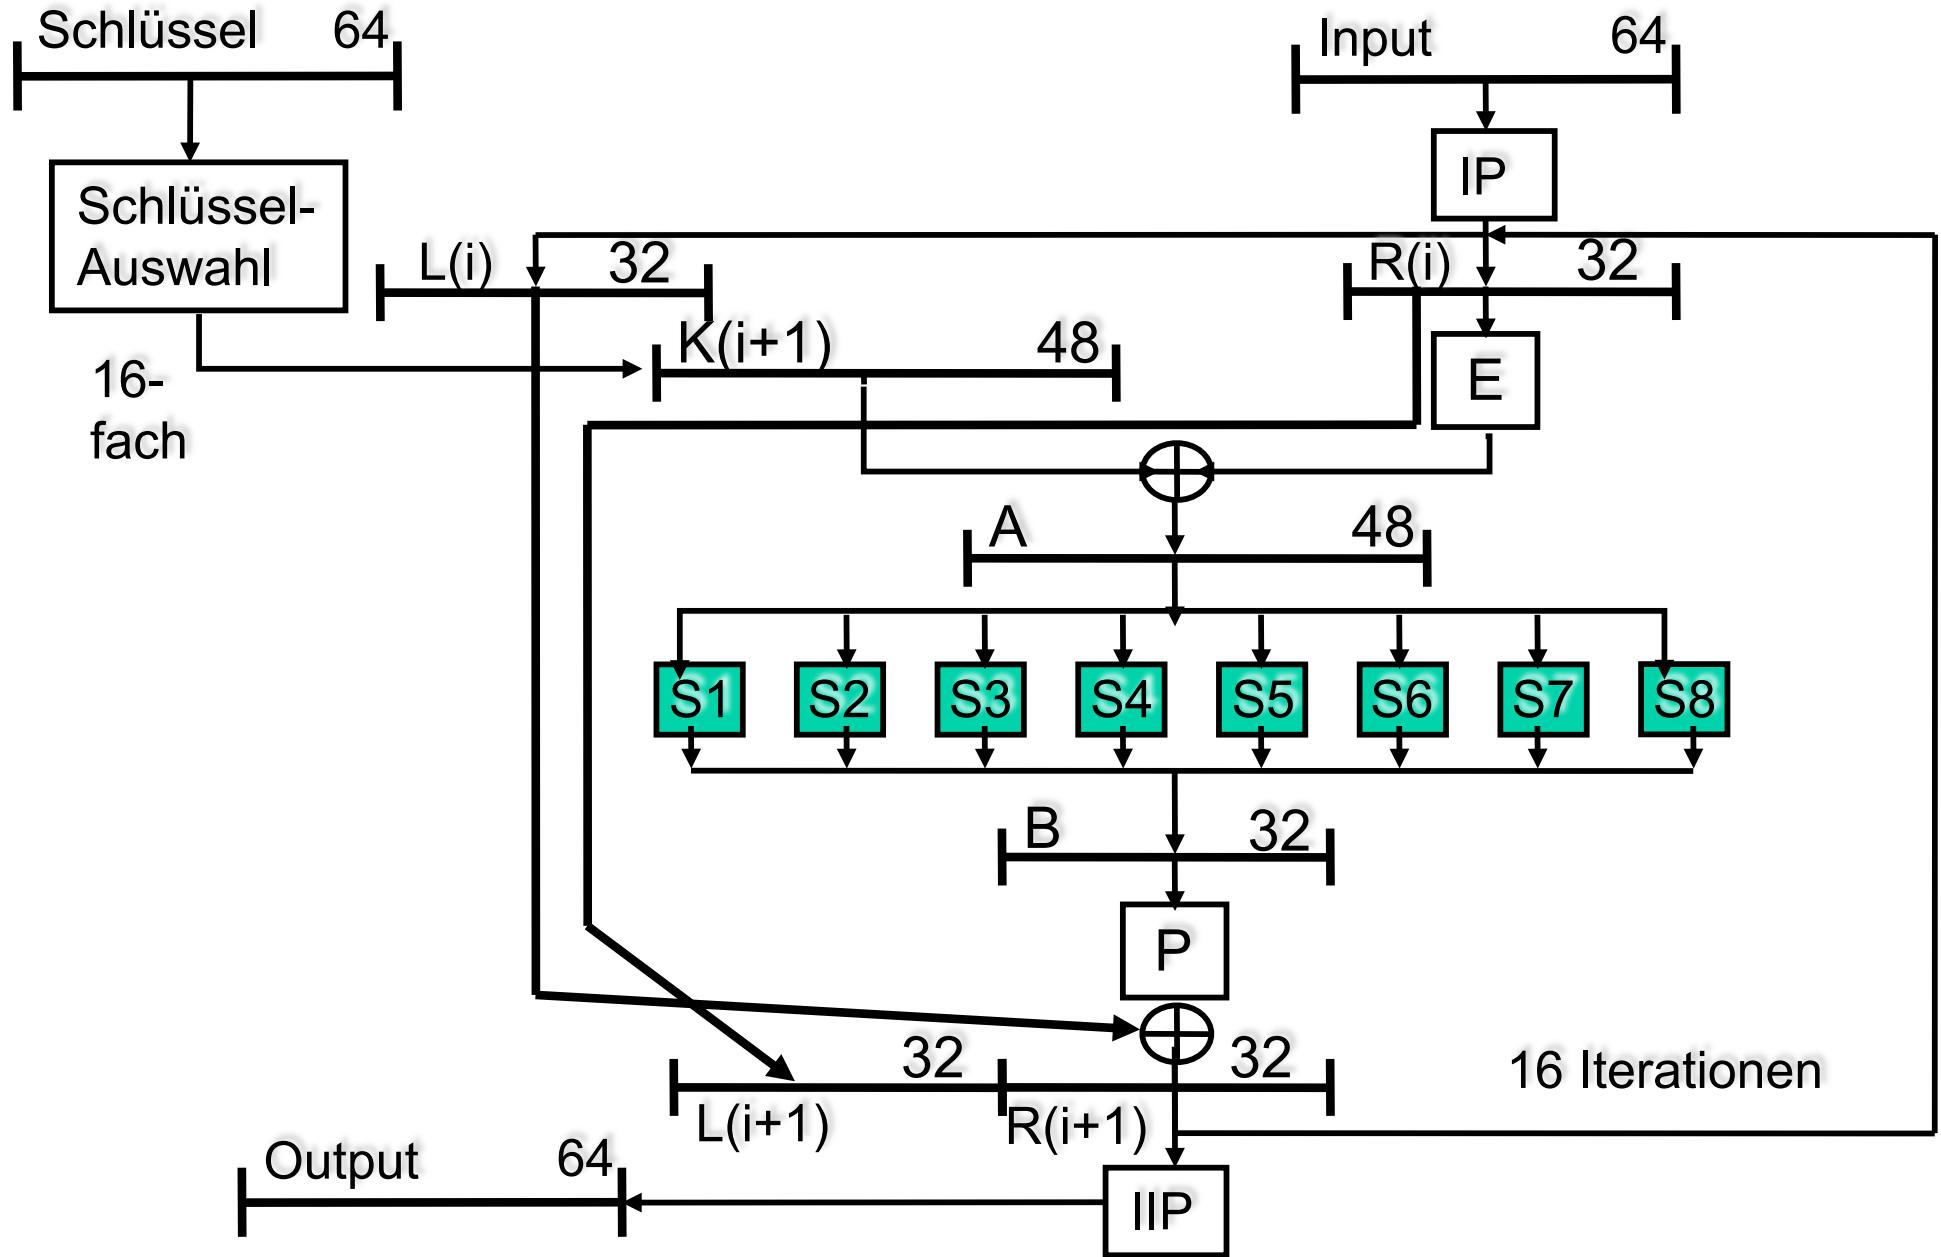 Schlüssel 64
Input 64
IP
Schlüssel-
Auswahl
L(i) 32
R(i) 32
K(i+1) 48
E
16-
fach
A 48
S1 S2 S3 S4 S5 S6 S7 S8
B 32
P
32 32
16 Iterationen
L(i+1) R(i+1)
Output 64
IIP